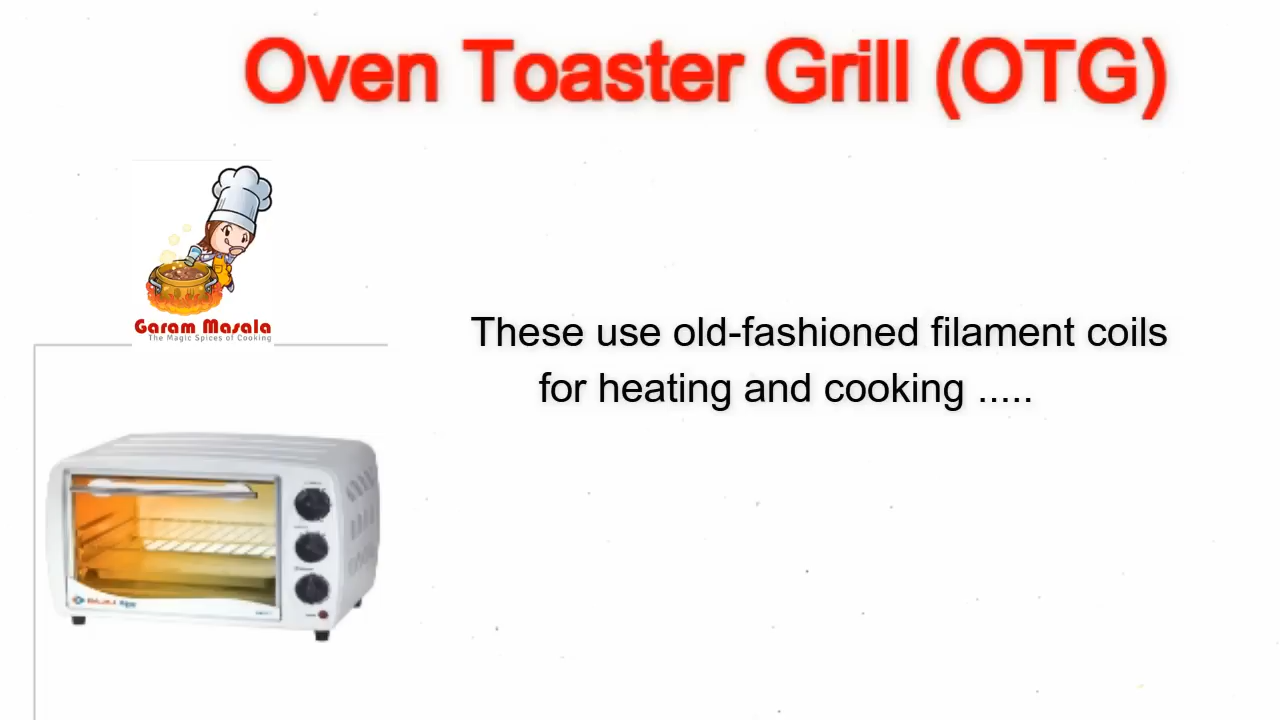 Oven Toaster Grill (OTG)
Garam Masala
The Magic Spices of Cooking
These use old-fashioned filament coils
for heating and cooking .....
BAJAJ